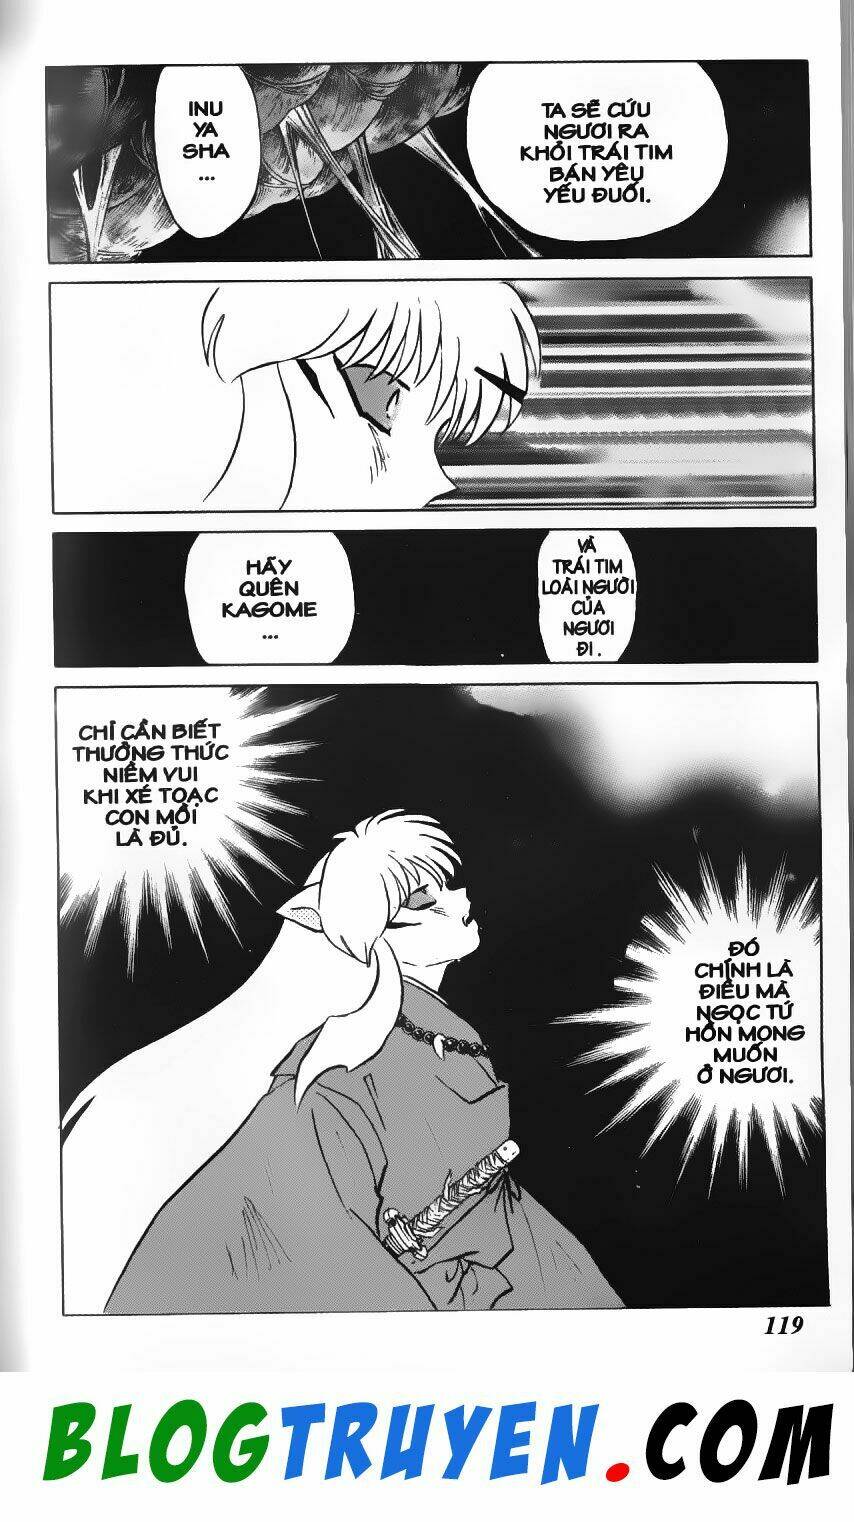 INU
YA
SHA
...
TA SẼ CỨU
NGƯƠI RA
KHỎI TRÁI TIM
BÁN YÊU
YẾU ĐUỐI.
HÃY
QUÊN
KAGOME
...
VÀ
TRÁI TIM
LOÀI NGƯỜI
CỦA
NGƯƠI
ĐI.
CHỈ CẦN BIẾT
THƯỞNG THỨC
NIỀM VUI
KHI XÉ TOẠC
CON MỒI
LÀ ĐỦ.
ĐÓ
CHÍNH LÀ
ĐIỀU MÀ
NGỌC TỨ
HỒN MONG
MUỐN
Ở NGƯƠI.
119
BLOGTRUYEN.COM